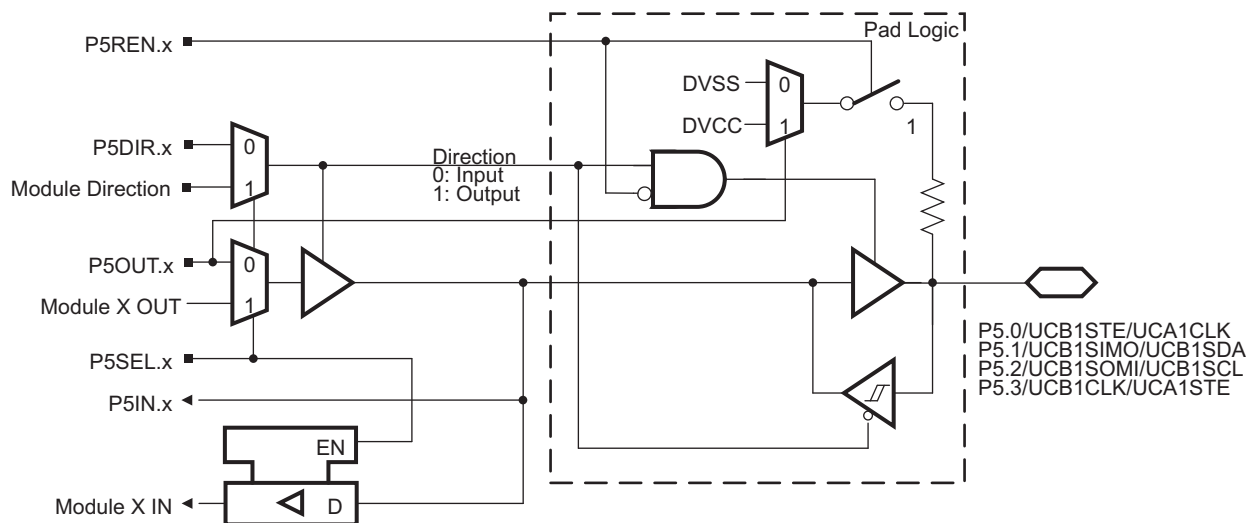 Pad Logic
P5REN.x
DVSS
0
DVCC
1
1
P5DIR.x
0
Module Direction
1
Direction
0: Input
1: Output
P5OUT.x
0
Module X OUT
1
P5SEL.x
P5IN.x
EN
Module X IN
D
P5.0/UCB1STE/UCA1CLK
P5.1/UCB1SIMO/UCB1SDA
P5.2/UCB1SOMI/UCB1SCL
P5.3/UCB1CLK/UCA1STE